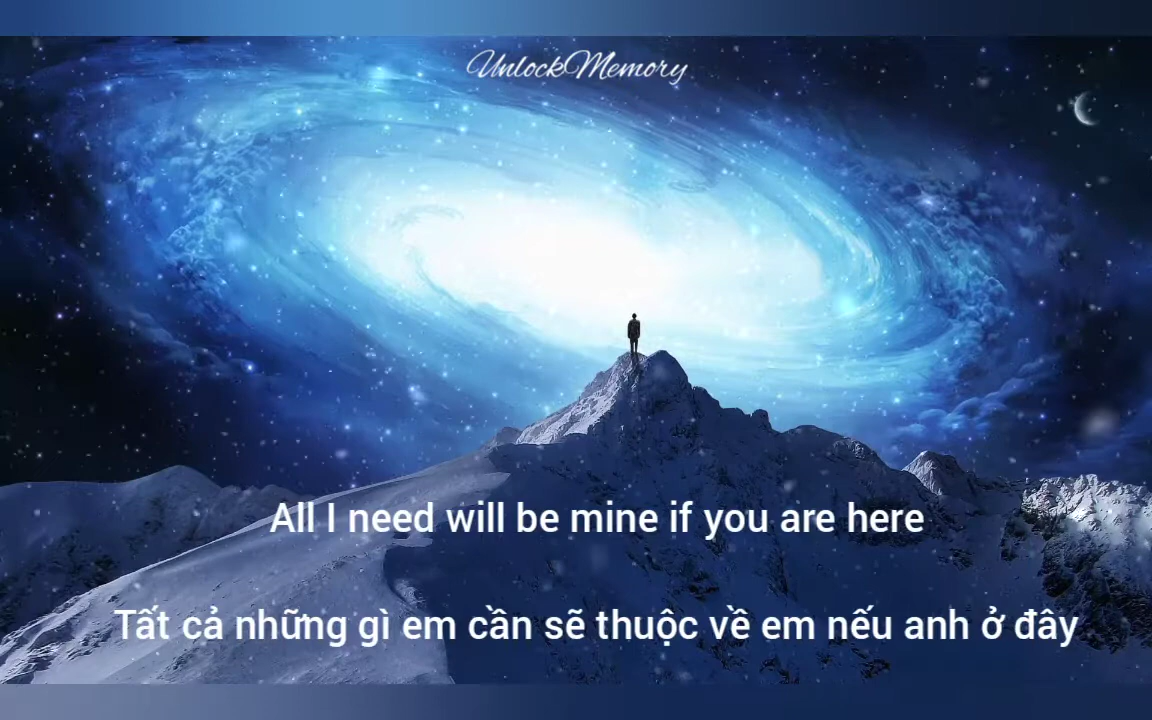 UnlockMemory
All I need will be mine if you are here
Tất cả những gì em cần sẽ thuộc về em nếu anh ở đây